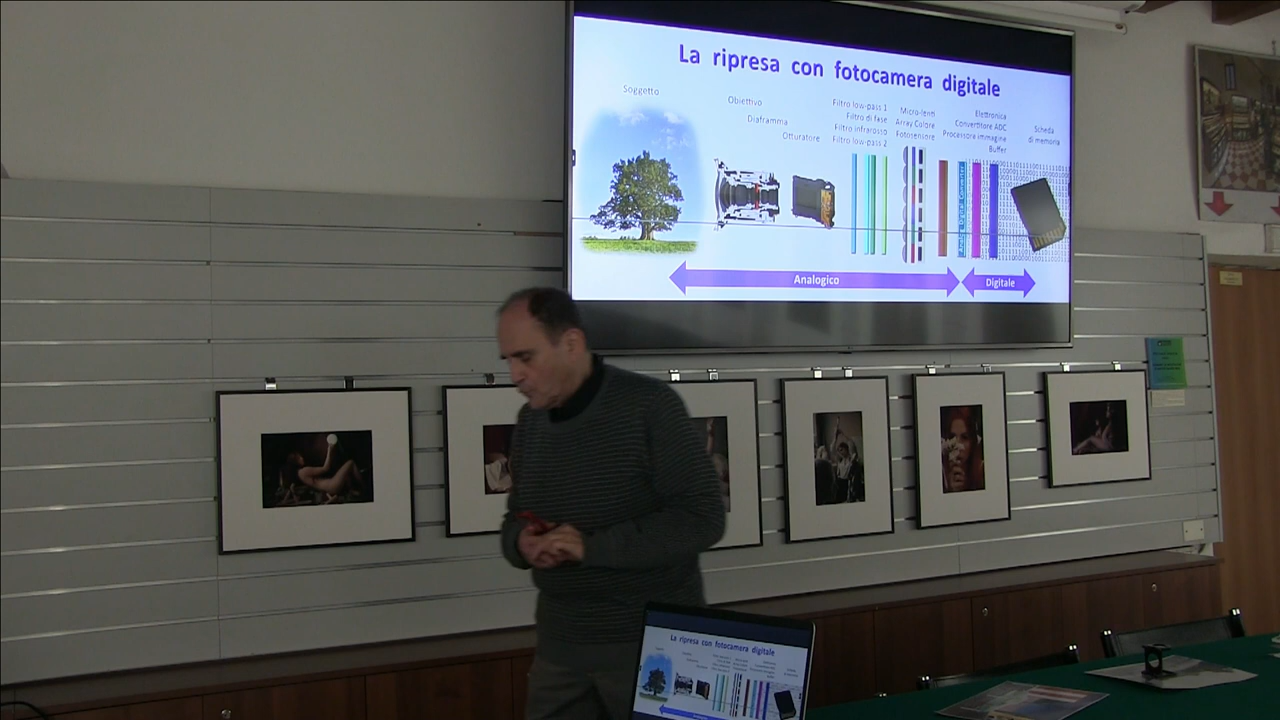 La ripresa con fotocamera digitale
Soggetto
Obiettivo
Diaframma
Otturatore
Filtro low-pass 1
Filtro di fase
Filtro infrarosso
Filtro low-pass 2
Micro-lenti
Array Colore
Fotosensore
Elettronica
Convertitore ADC
Processora immagine
Buffer
Scheda
di memoria
Analogico
Digitale
La ripresa con fotocamera digitale